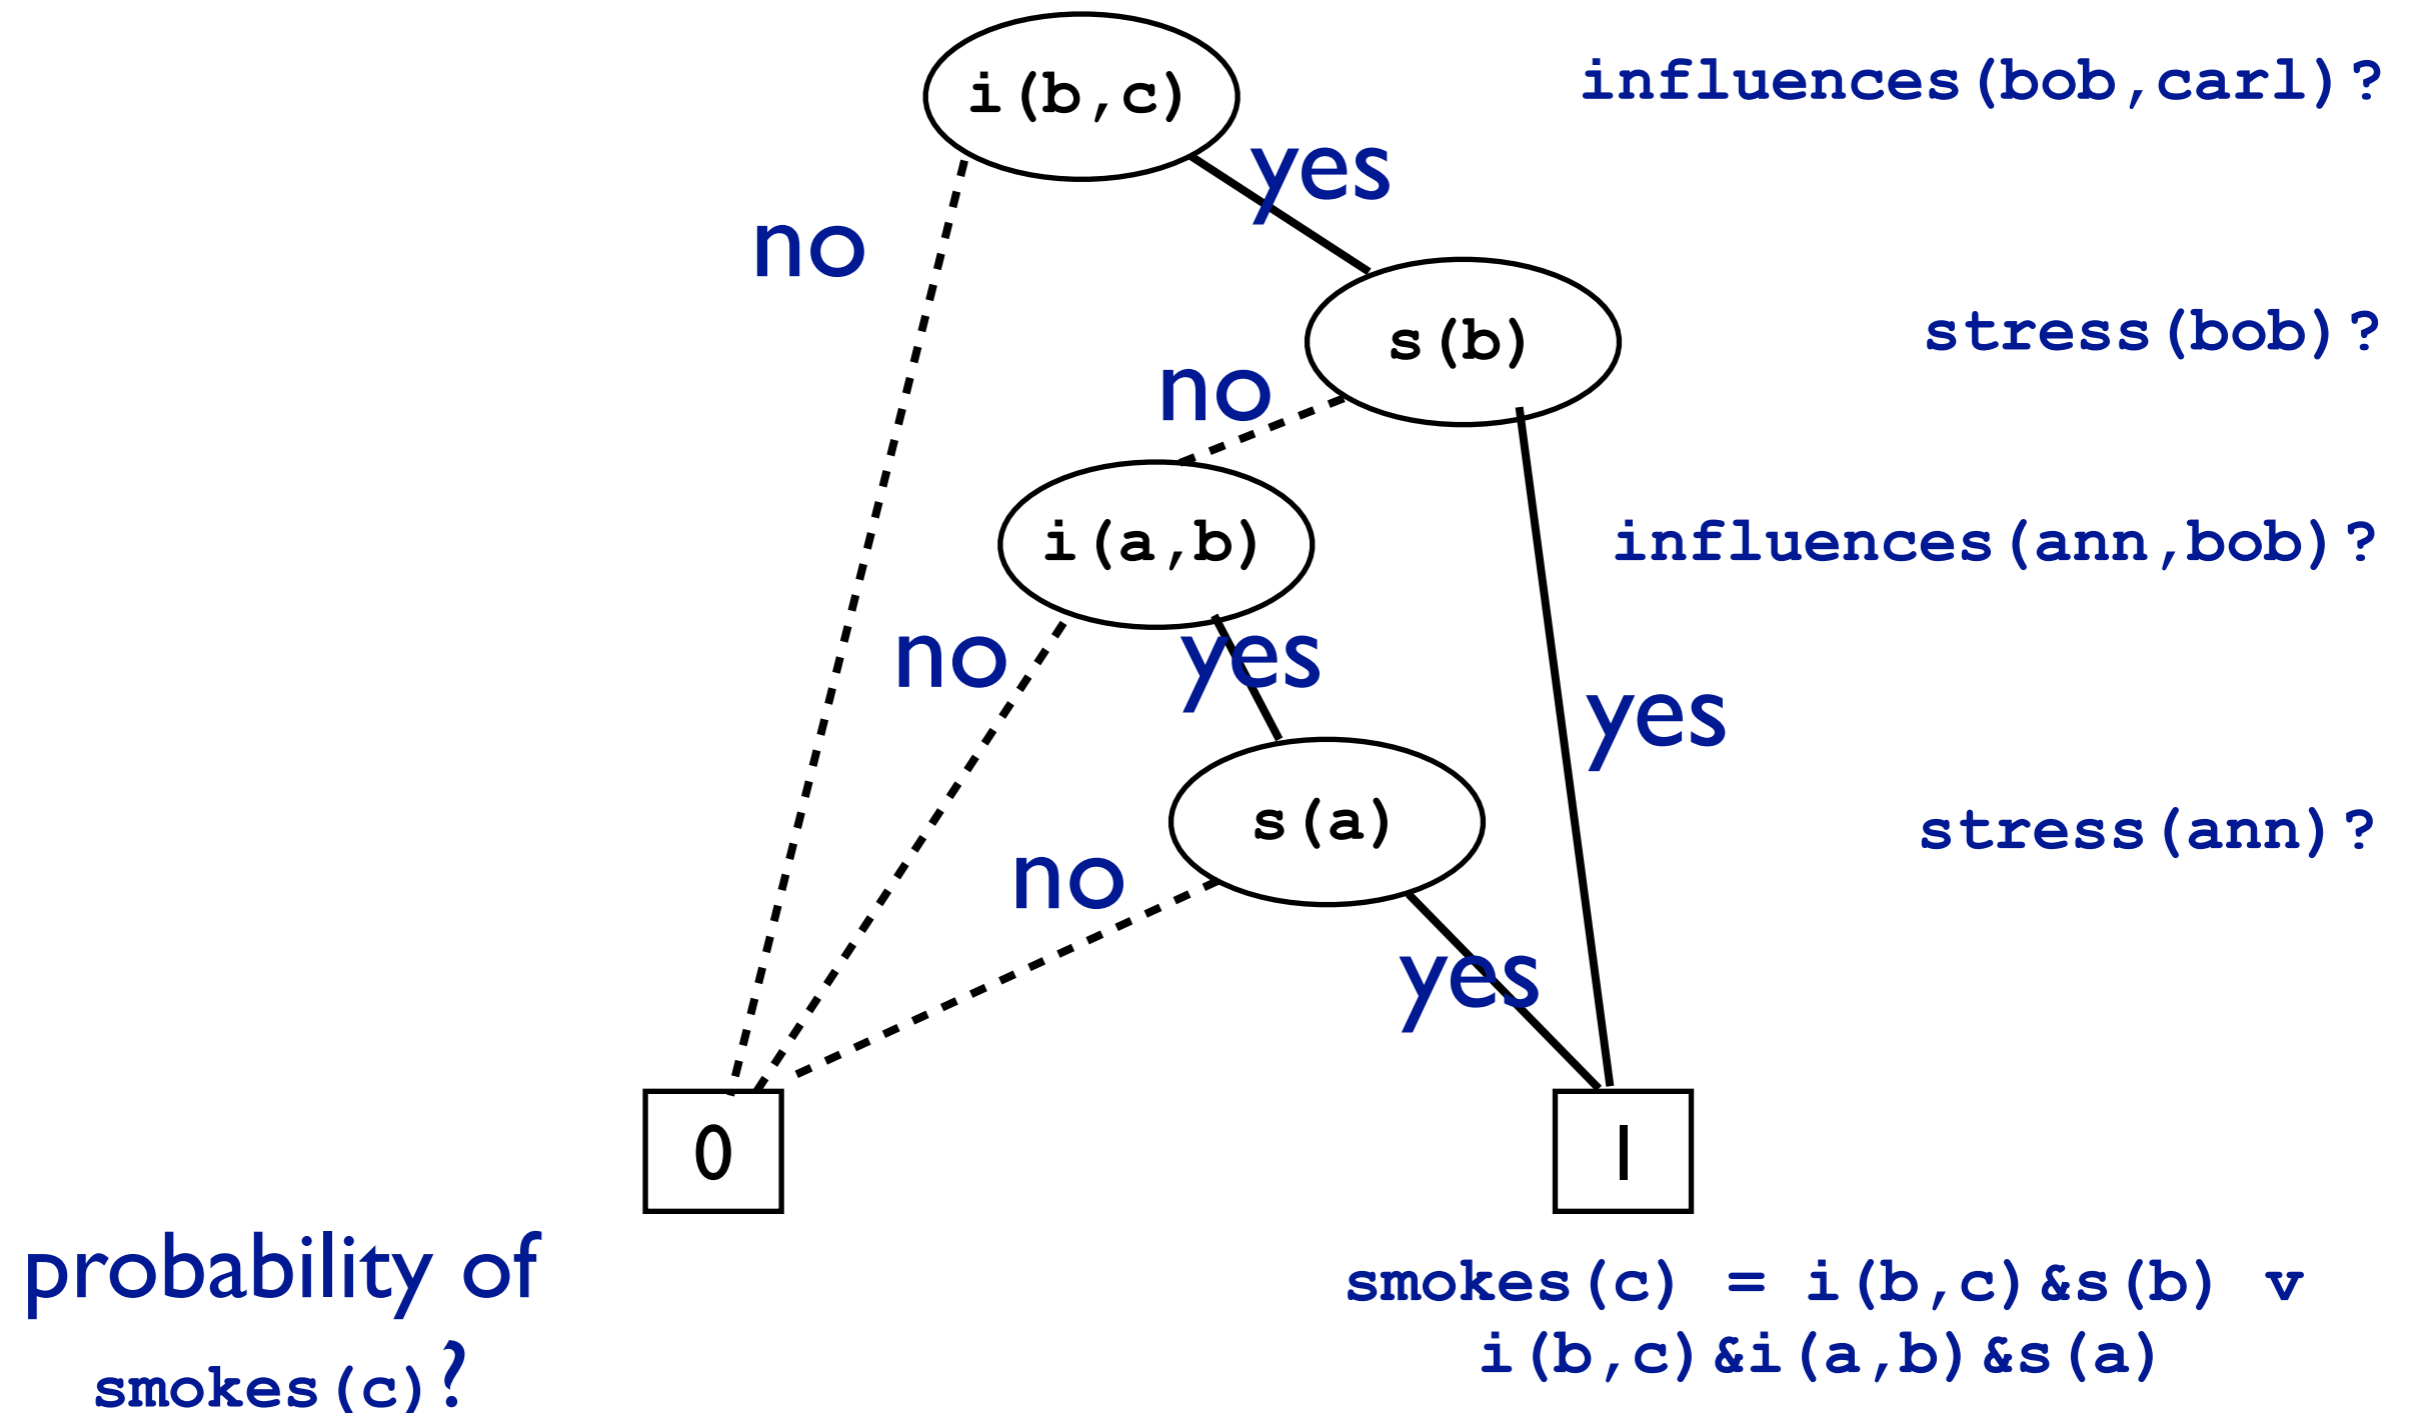 i(b,c)
influences(bob,carl)?
yes
no
s(b)
stress(bob)?
no
i(a,b)
influences(ann,bob)?
no
yes
yes
s(a)
stress(ann)?
no
yes
0
1
probability of
smokes(c)?
smokes(c) = i(b,c)&s(b) v
i(b,c)&i(a,b)&s(a)